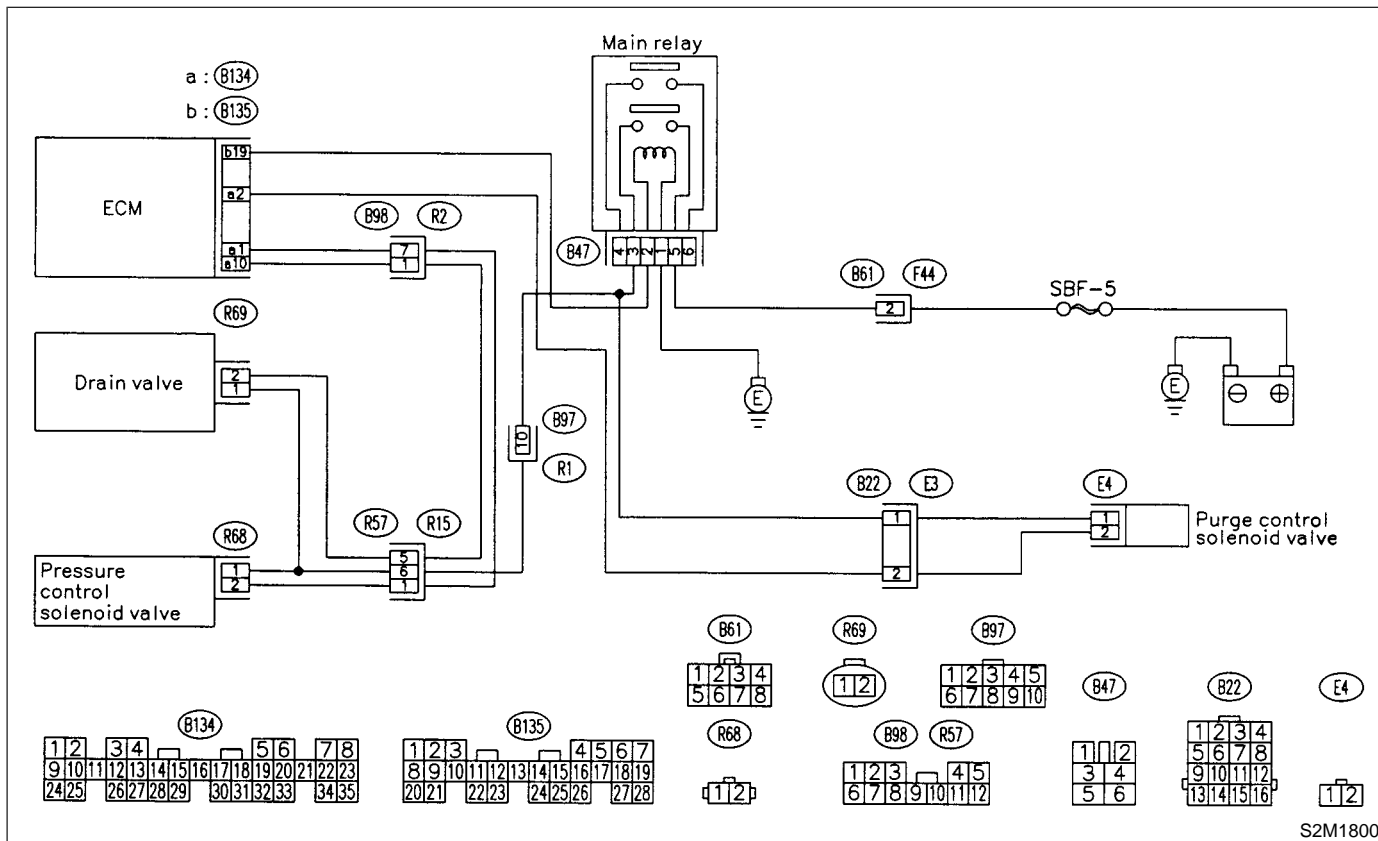 Main relay
a : B134
b : B135
ECM
b19
a2
a1
a10
B98 R2
7
1
B47
4 3 2 1 5 6
B61 F44
2
SBF-5
E
E
R69
Drain valve
2
1
10
B97
R1
B22 E3
1
2
E4
1
2
Purge control
solenoid valve
R68
Pressure
control
solenoid valve
1
2
R57 R15
5
6
1
B61
1 2 3 4
5 6 7 8
R69
1 2
B97
1 2 3 4 5
6 7 8 9 10
B47
1 2
3 4
5 6
B22
1 2 3 4
5 6 7 8
9 10 11 12
13 14 15 16
E4
1 2
B134
1 2 3 4 5 6 7 8
9 10 11 12 13 14 15 16 17 18 19 20 21 22 23
24 25 26 27 28 29 30 31 32 33 34 35
B135
1 2 3 4 5 6 7
8 9 10 11 12 13 14 15 16 17 18 19
20 21 22 23 24 25 26 27 28
R68
1 2
B98 R57
1 2 3 4 5
6 7 8 9 10 11 12
S2M1800